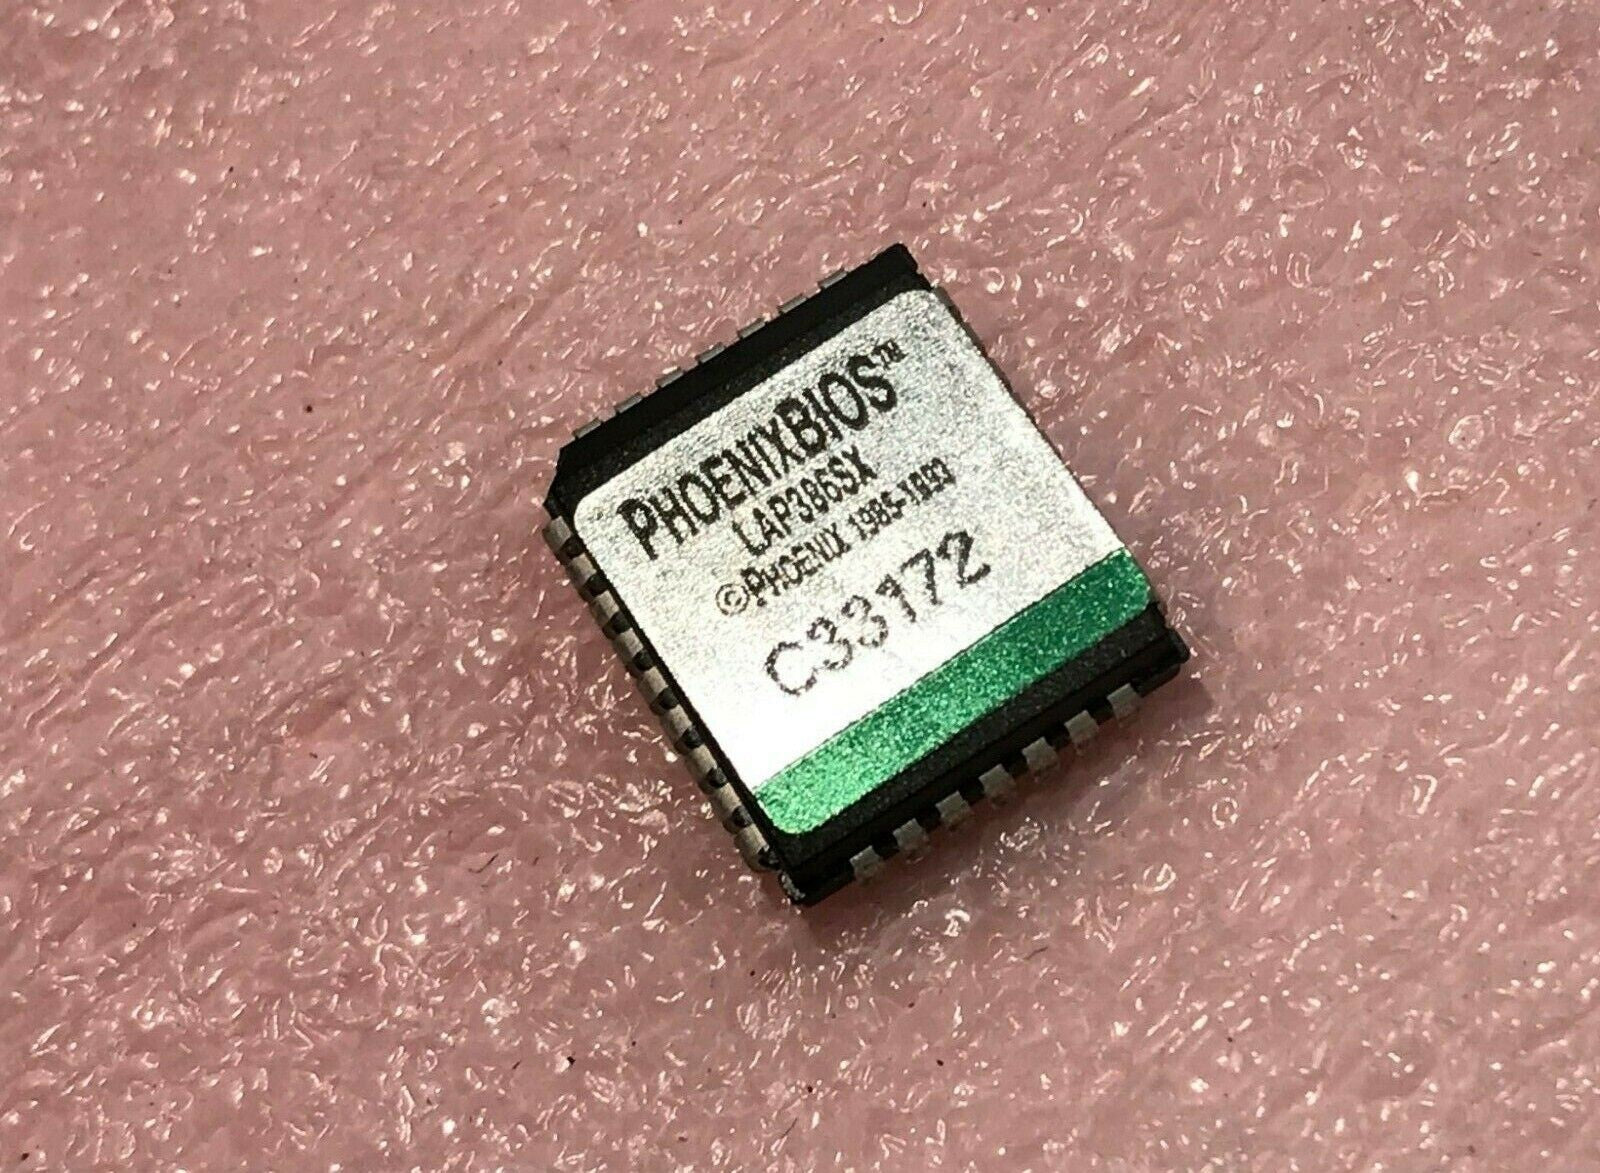 PHOENIXBIOS™
LAP386SX
©PHOENIX 1985-1993
C33172